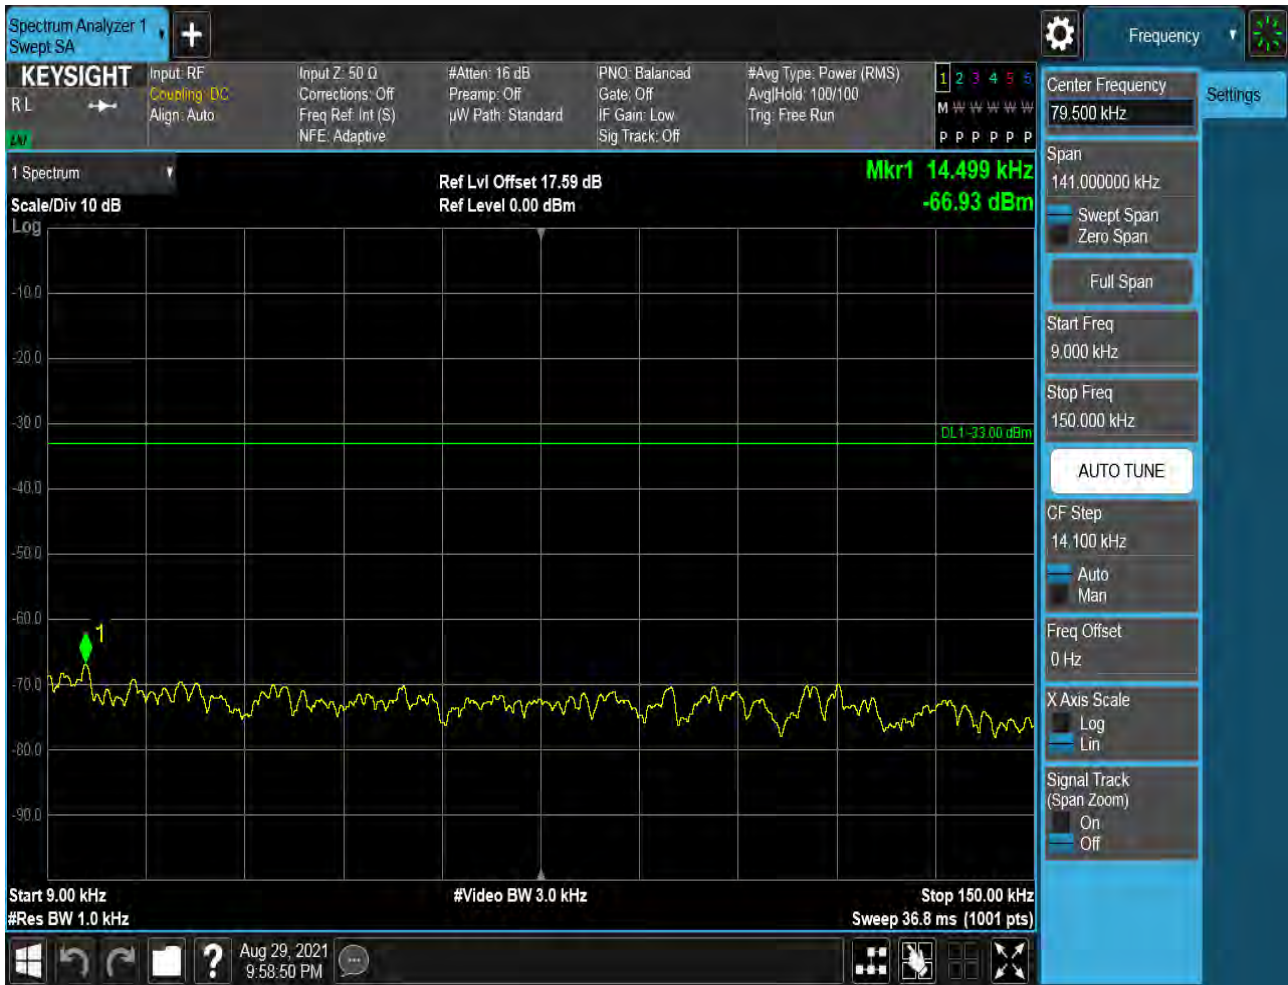 Spectrum Analyzer 1
Swept SA
Frequency
KEYSIGHT
R L
LXI
Input: RF
Coupling: DC
Align: Auto
Input Z: 50 Ω
Corrections: Off
Freq Ref: Int (S)
NFE: Adaptive
#Atten: 16 dB
Preamp: Off
µW Path: Standard
PNO: Balanced
Gate: Off
IF Gain: Low
Sig Track: Off
#Avg Type: Power (RMS)
Avg|Hold: 100/100
Trig: Free Run
1 2 3 4 5 6
M W W W W W
P P P P P P
1 Spectrum
Scale/Div 10 dB
Ref Lvl Offset 17.59 dB
Ref Level 0.00 dBm
Mkr1 14.499 kHz
-66.93 dBm
Log
-10.0
-20.0
-30.0
DL1 -33.00 dBm
-40.0
-50.0
-60.0
1
-70.0
-80.0
-90.0
Start 9.00 kHz
#Res BW 1.0 kHz
#Video BW 3.0 kHz
Stop 150.00 kHz
Sweep 36.8 ms (1001 pts)
Center Frequency
79.500 kHz
Settings
Span
141.000000 kHz
Swept Span
Zero Span
Full Span
Start Freq
9.000 kHz
Stop Freq
150.000 kHz
AUTO TUNE
CF Step
14.100 kHz
Auto
Man
Freq Offset
0 Hz
X Axis Scale
Log
Lin
Signal Track
(Span Zoom)
On
Off
?
Aug 29, 2021
9:58:50 PM